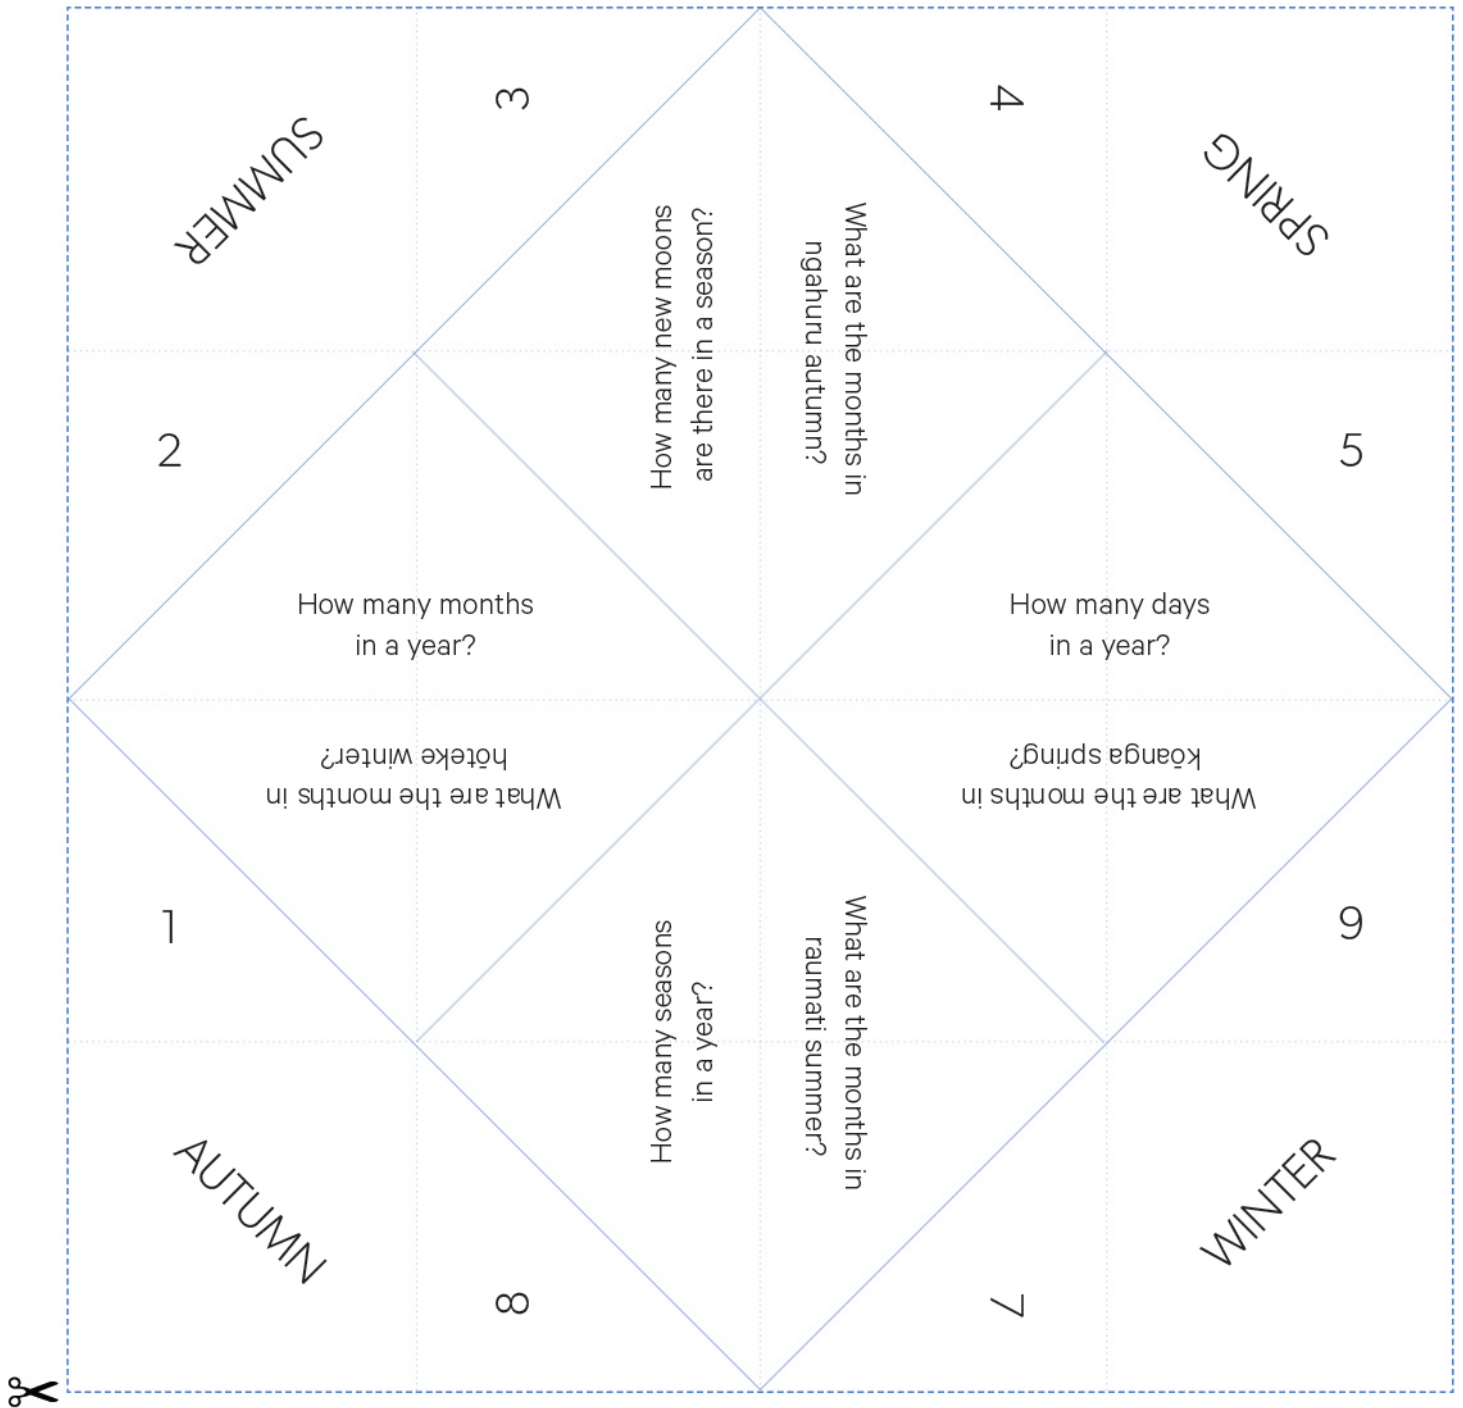 SUMMER
3
4
SPRING
2
How many new moons
are there in a season?
What are the months in
ngahuru autumn?
5
How many months
in a year?
How many days
in a year?
What are the months in
hōteke winter?
What are the months in
kōanga spring?
1
How many seasons
in a year?
What are the months in
raumati summer?
9
AUTUMN
8
7
WINTER